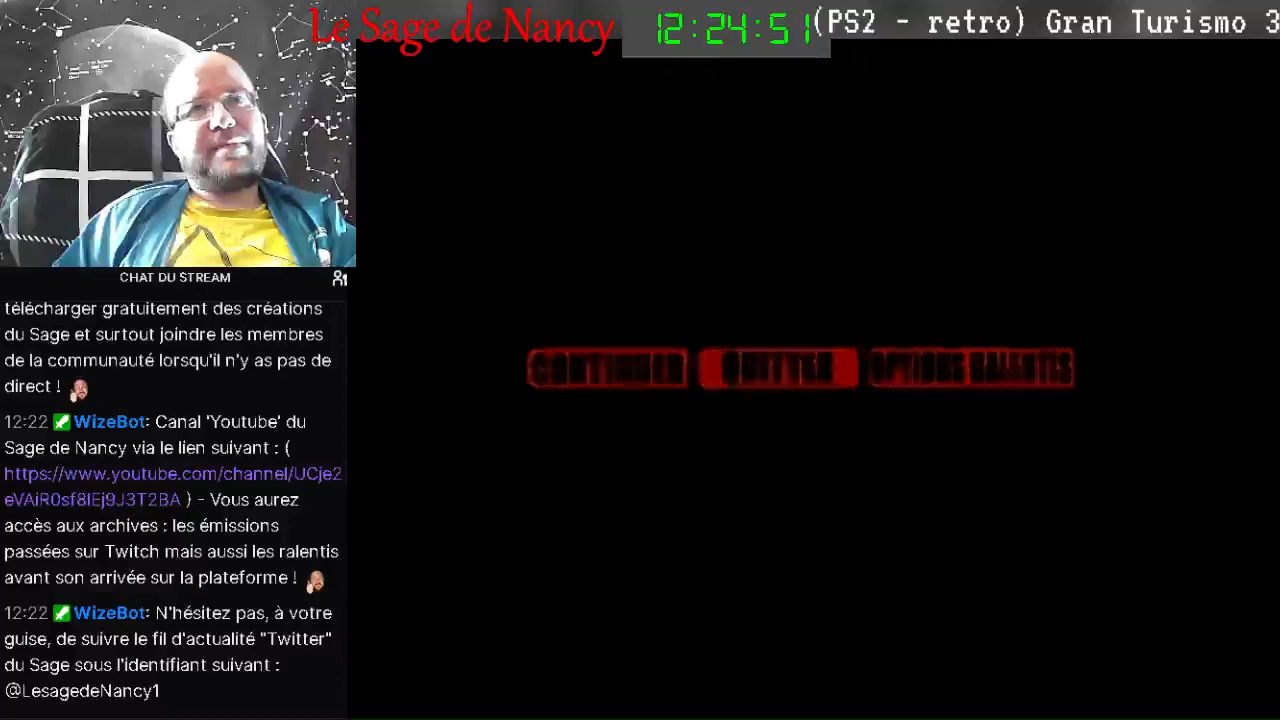 Le Sage de Nancy
12:24:51
(PS2 - retro) Gran Turismo 3
CHAT DU STREAM
télécharger gratuitement des créations
du Sage et surtout joindre les membres
de la communauté lorsqu'il n'y as pas de
direct !
12:22 WizeBot: Canal 'Youtube' du
Sage de Nancy via le lien suivant : (
https://www.youtube.com/channel/UCje2
eVAiR0sf8lEj9J3T2BA ) - Vous aurez
accès aux archives : les émissions
passées sur Twitch mais aussi les ralentis
avant son arrivée sur la plateforme !
12:22 WizeBot: N'hésitez pas, à votre
guise, de suivre le fil d'actualité "Twitter"
du Sage sous l'identifiant suivant :
@LesagedeNancy1
CONTINUER QUITTER OPTIONS RALENTIS